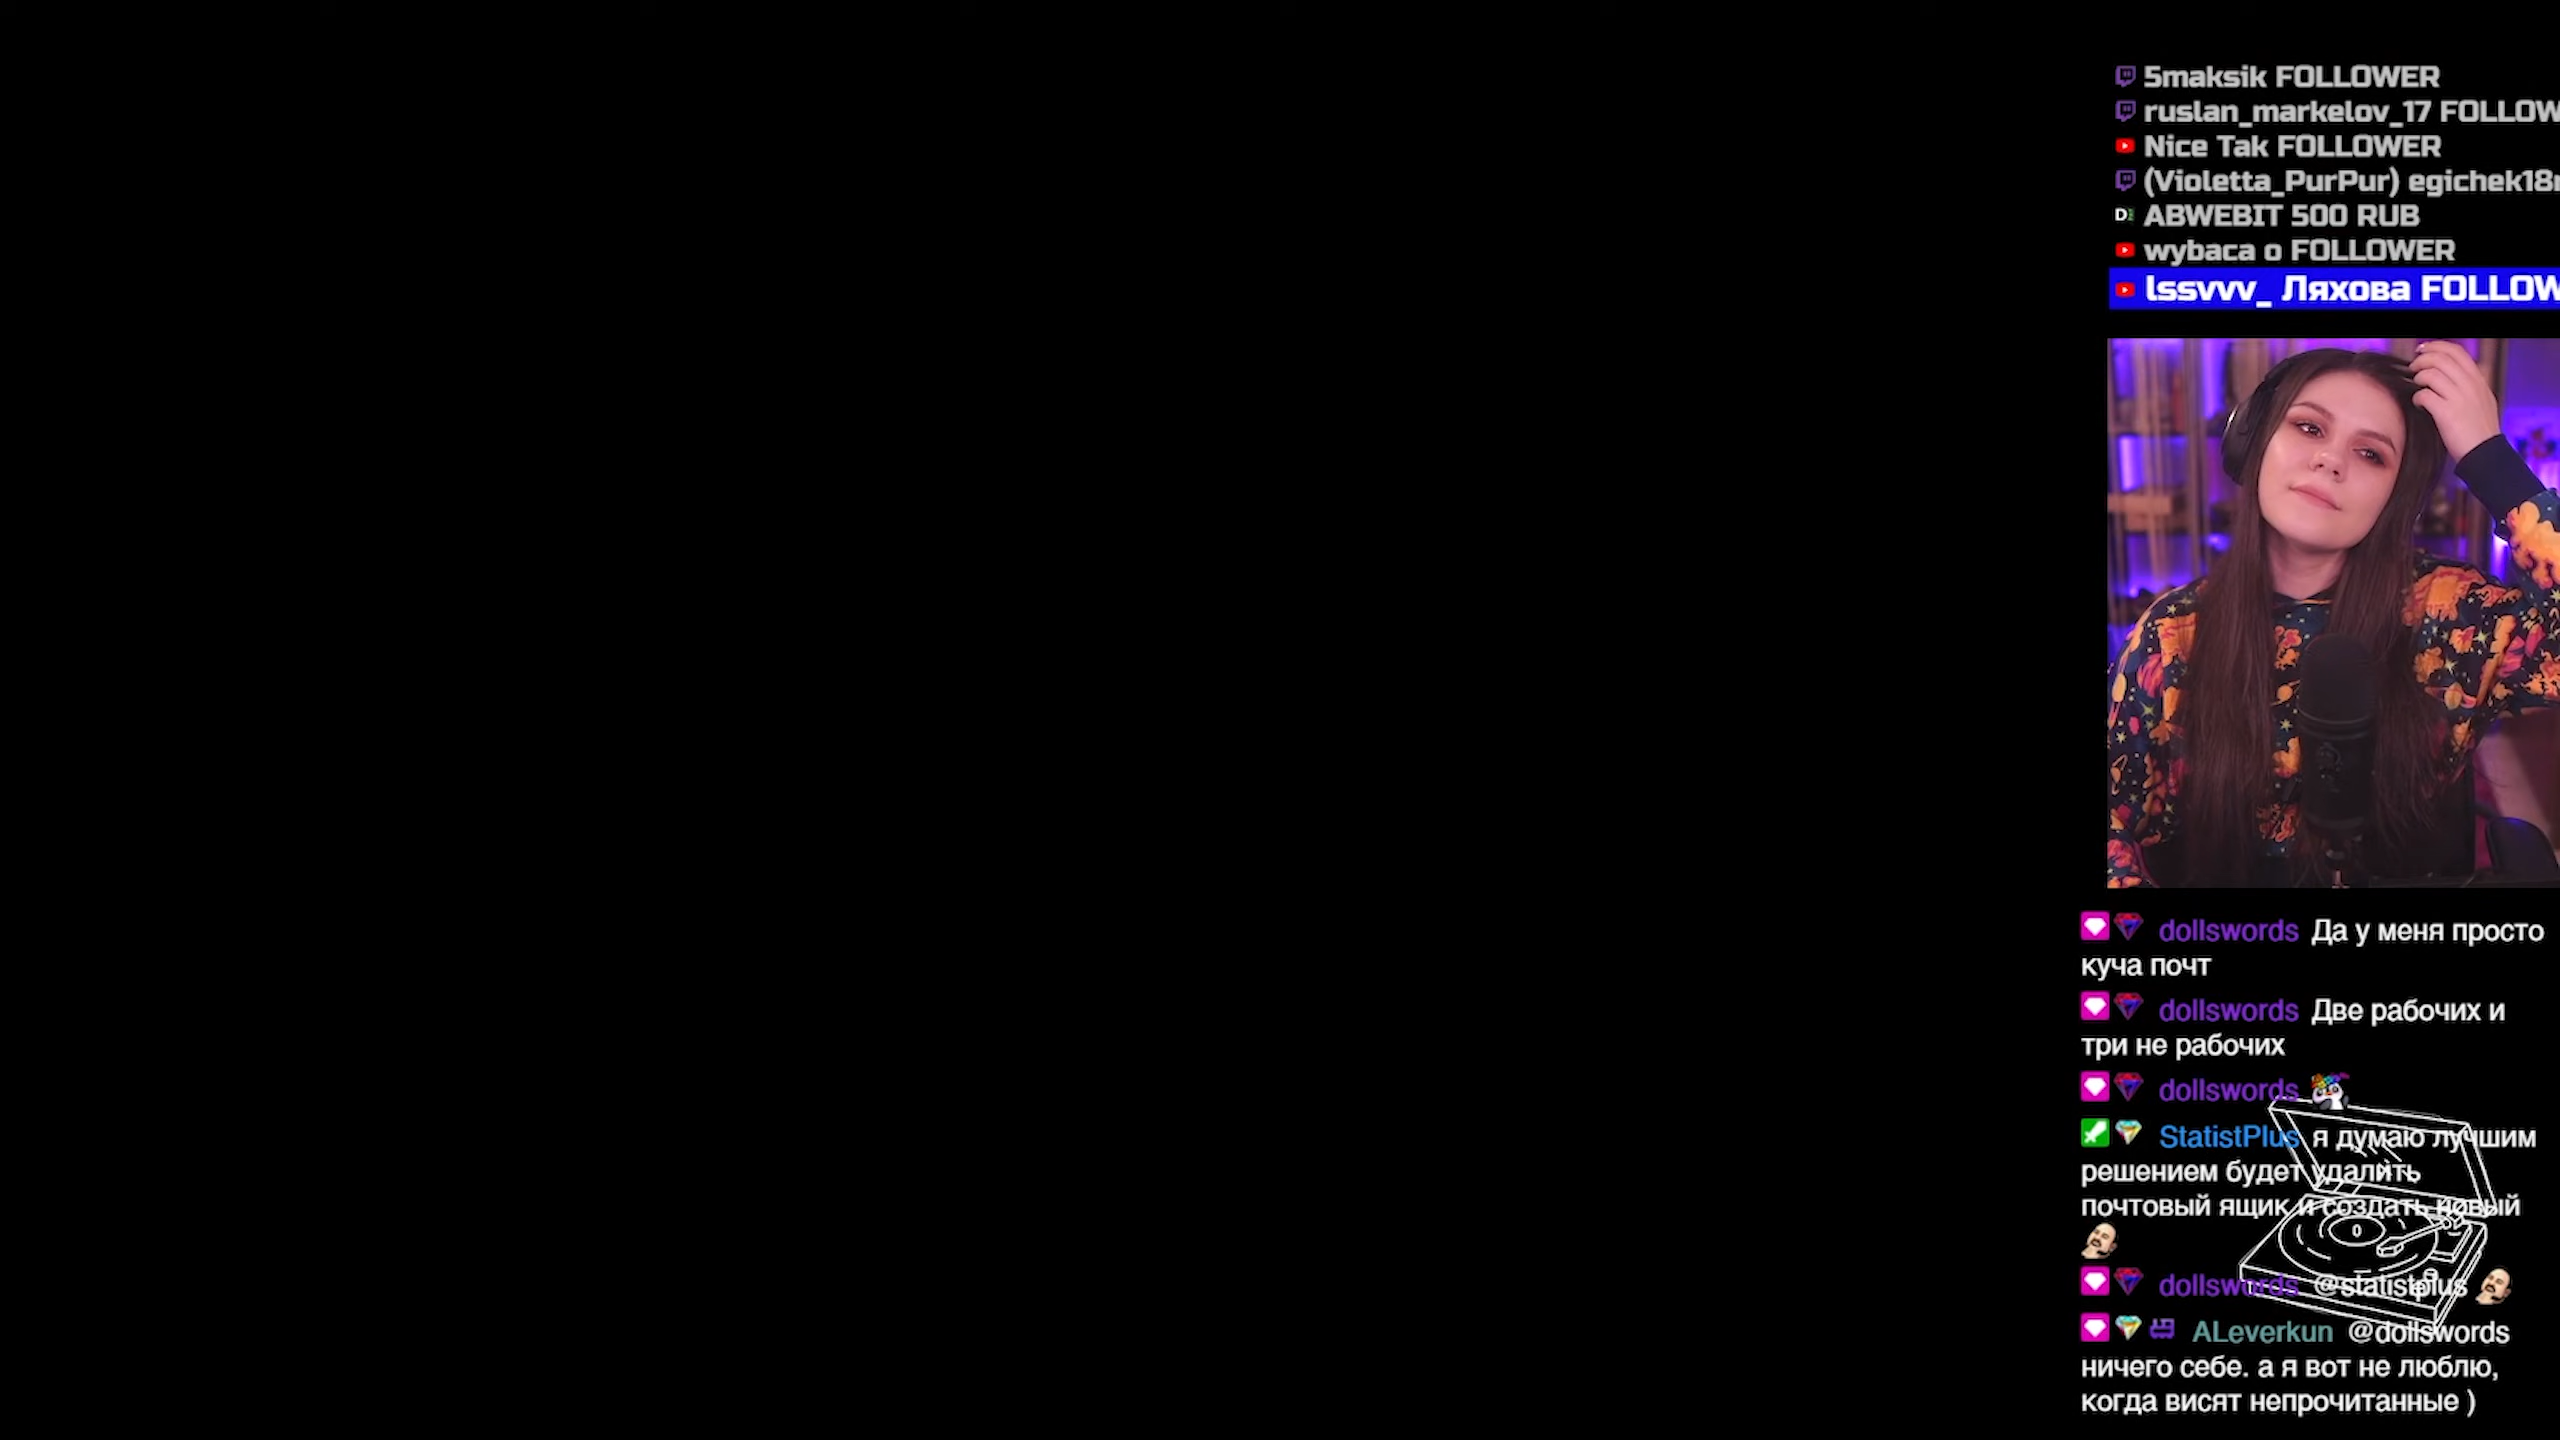 5maksik FOLLOWER
ruslan_markelov_17 FOLLOW
Nice Tak FOLLOWER
(Violetta_PurPur) egichek18
ABWEBIT 500 RUB
wybaca o FOLLOWER
lssvvv_ Ляхова FOLLOW
dollswords Да у меня просто
куча почт
dollswords Две рабочих и
три не рабочих
dollswords
StatistPlus я думаю лучшим
решением будет удалить
почтовый ящик и создать новый
dollswords @statistplus
ALeverkun @dollswords
ничего себе. а я вот не люблю,
когда висят непрочитанные )